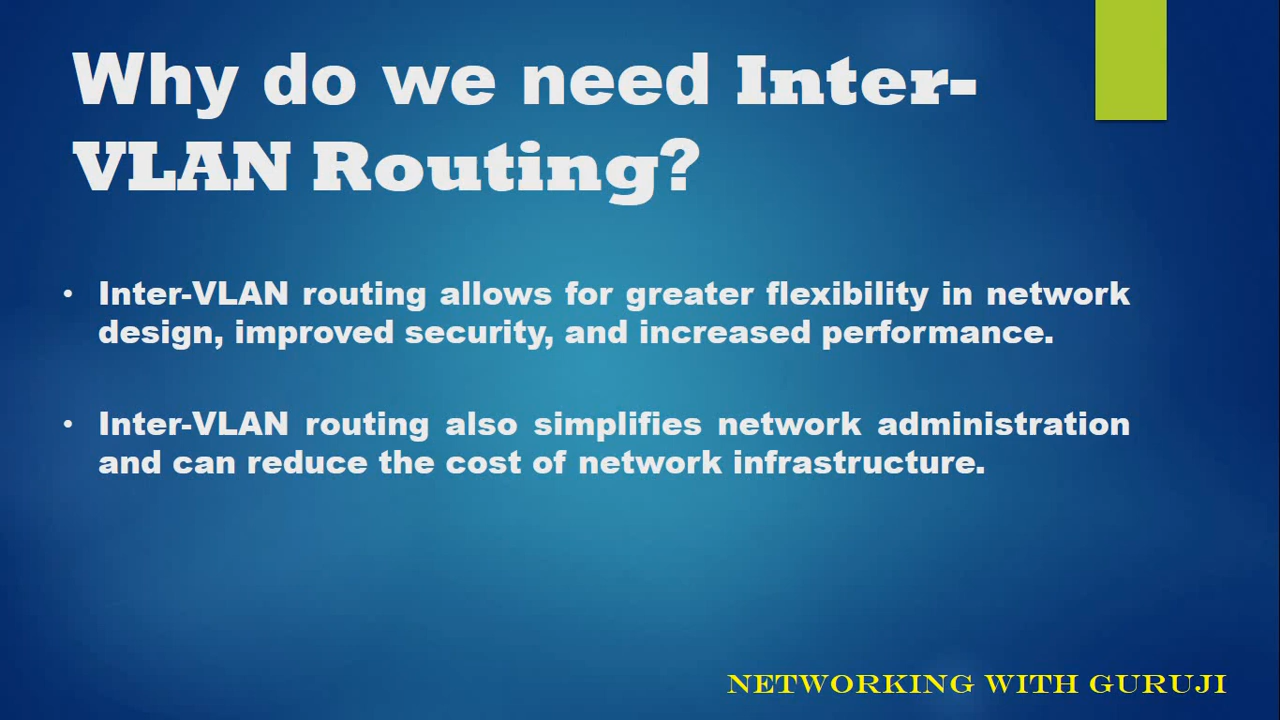 Why do we need Inter-
VLAN Routing?
• Inter-VLAN routing allows for greater flexibility in network
design, improved security, and increased performance.
• Inter-VLAN routing also simplifies network administration
and can reduce the cost of network infrastructure.
NETWORKING WITH GURUJI